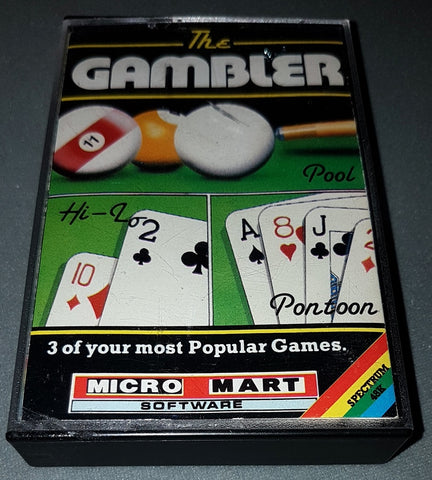 The
GAMBLER
11
Pool
Hi-Lo
2
10
A
8
J
2
Pontoon
3 of your most Popular Games.
MICRO MART
SOFTWARE
SPECTRUM
48K